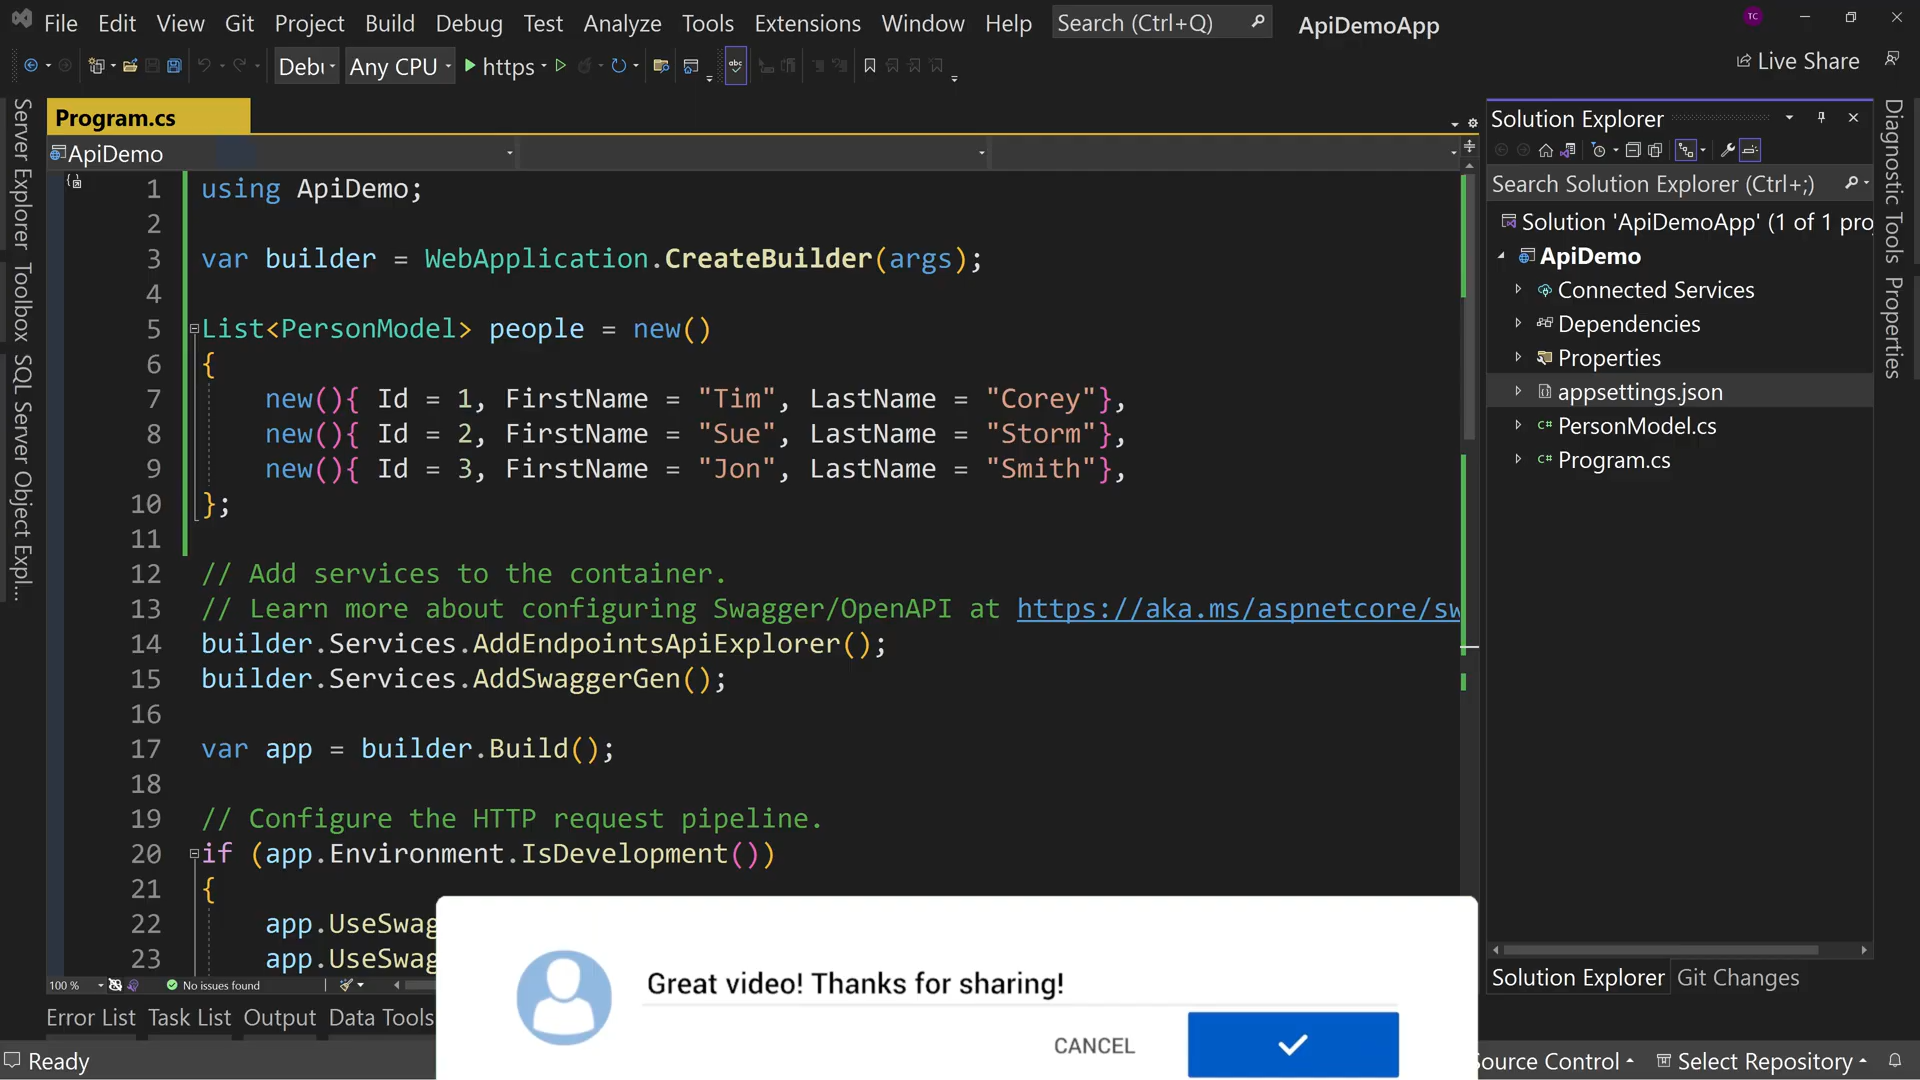 File Edit View Git Project Build Debug Test Analyze Tools Extensions Window Help Search (Ctrl+Q) ApiDemoApp TC
Any CPU https Live Share
Program.cs
ApiDemo
1 using ApiDemo;
2
3 var builder = WebApplication.CreateBuilder(args);
4
5 List<PersonModel> people = new()
6 {
7 new(){ Id = 1, FirstName = "Tim", LastName = "Corey"},
8 new(){ Id = 2, FirstName = "Sue", LastName = "Storm"},
9 new(){ Id = 3, FirstName = "Jon", LastName = "Smith"},
10 };
11
12 // Add services to the container.
13 // Learn more about configuring Swagger/OpenAPI at https://aka.ms/aspnetcore/sw
14 builder.Services.AddEndpointsApiExplorer();
15 builder.Services.AddSwaggerGen();
16
17 var app = builder.Build();
18
19 // Configure the HTTP request pipeline.
20 if (app.Environment.IsDevelopment())
21 {
22 app.UseSwag
23 app.UseSwag
100 % No issues found
Error List Task List Output Data Tools
Ready
Server Explorer
Toolbox
SQL Server Object Expl...
Solution Explorer
Search Solution Explorer (Ctrl+;)
Solution 'ApiDemoApp' (1 of 1 pro
ApiDemo
Connected Services
Dependencies
Properties
appsettings.json
PersonModel.cs
Program.cs
Solution Explorer Git Changes
Diagnostic Tools
Properties
Great video! Thanks for sharing!
CANCEL
Source Control Select Repository